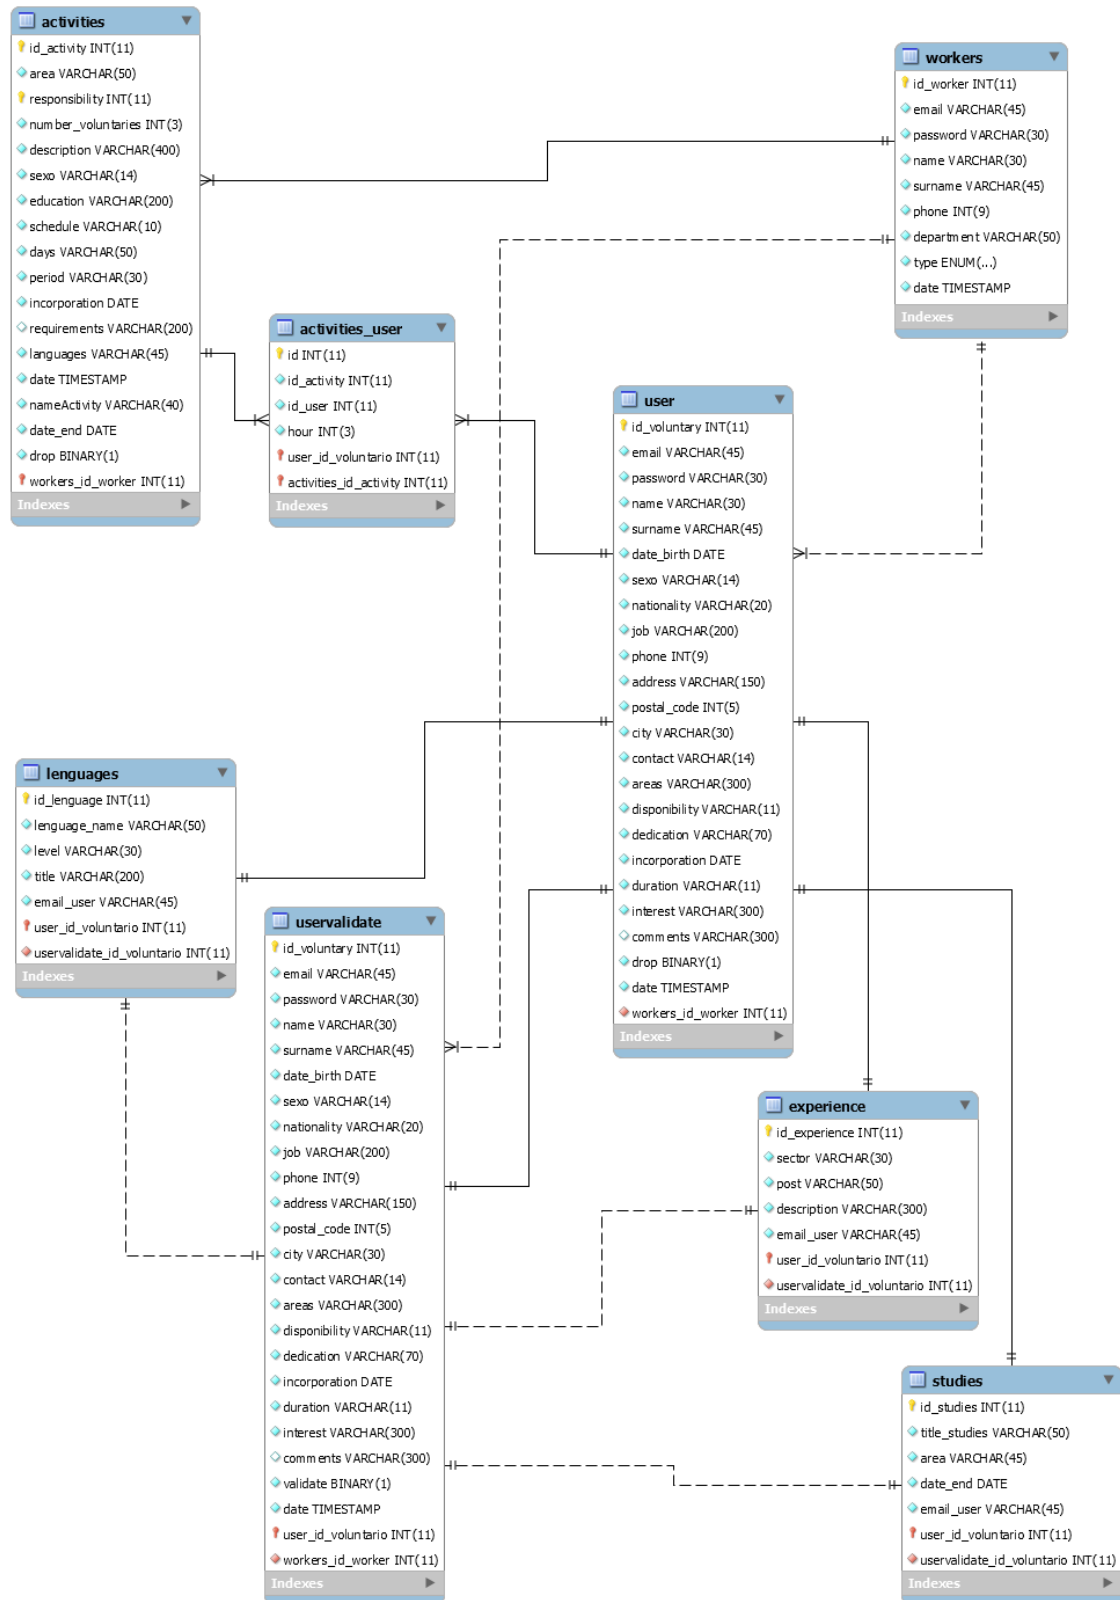 activities
id_activity INT(11)
area VARCHAR(50)
responsibility INT(11)
number_voluntaries INT(3)
description VARCHAR(400)
sexo VARCHAR(14)
education VARCHAR(200)
schedule VARCHAR(10)
days VARCHAR(50)
period VARCHAR(30)
incorporation DATE
requirements VARCHAR(200)
languages VARCHAR(45)
date TIMESTAMP
nameActivity VARCHAR(40)
date_end DATE
drop BINARY(1)
workers_id_worker INT(11)
Indexes
workers
id_worker INT(11)
email VARCHAR(45)
password VARCHAR(30)
name VARCHAR(30)
surname VARCHAR(45)
phone INT(9)
department VARCHAR(50)
type ENUM(...)
date TIMESTAMP
Indexes
activities_user
id INT(11)
id_activity INT(11)
id_user INT(11)
hour INT(3)
user_id_voluntario INT(11)
activities_id_activity INT(11)
Indexes
user
id_voluntary INT(11)
email VARCHAR(45)
password VARCHAR(30)
name VARCHAR(30)
surname VARCHAR(45)
date_birth DATE
sexo VARCHAR(14)
nationality VARCHAR(20)
job VARCHAR(200)
phone INT(9)
address VARCHAR(150)
postal_code INT(5)
city VARCHAR(30)
contact VARCHAR(14)
areas VARCHAR(300)
disponibility VARCHAR(11)
dedication VARCHAR(70)
incorporation DATE
duration VARCHAR(11)
interest VARCHAR(300)
comments VARCHAR(300)
drop BINARY(1)
date TIMESTAMP
workers_id_worker INT(11)
Indexes
lenguages
id_lenguage INT(11)
lenguage_name VARCHAR(50)
level VARCHAR(30)
title VARCHAR(200)
email_user VARCHAR(45)
user_id_voluntario INT(11)
uservalidate_id_voluntario INT(11)
Indexes
uservalidate
id_voluntary INT(11)
email VARCHAR(45)
password VARCHAR(30)
name VARCHAR(30)
surname VARCHAR(45)
date_birth DATE
sexo VARCHAR(14)
nationality VARCHAR(20)
job VARCHAR(200)
phone INT(9)
address VARCHAR(150)
postal_code INT(5)
city VARCHAR(30)
contact VARCHAR(14)
areas VARCHAR(300)
disponibility VARCHAR(11)
dedication VARCHAR(70)
incorporation DATE
duration VARCHAR(11)
interest VARCHAR(300)
comments VARCHAR(300)
validate BINARY(1)
date TIMESTAMP
user_id_voluntario INT(11)
workers_id_worker INT(11)
Indexes
experience
id_experience INT(11)
sector VARCHAR(30)
post VARCHAR(50)
description VARCHAR(300)
email_user VARCHAR(45)
user_id_voluntario INT(11)
uservalidate_id_voluntario INT(11)
Indexes
studies
id_studies INT(11)
title_studies VARCHAR(50)
area VARCHAR(45)
date_end DATE
email_user VARCHAR(45)
user_id_voluntario INT(11)
uservalidate_id_voluntario INT(11)
Indexes